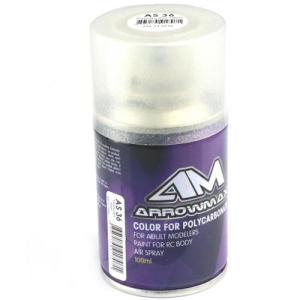 AS 36
AM
ARROWMAX
COLOR FOR POLYCARBONATE
FOR ADULT MODELERS
PAINT FOR RC BODY
AIR SPRAY
100ml
AS 36